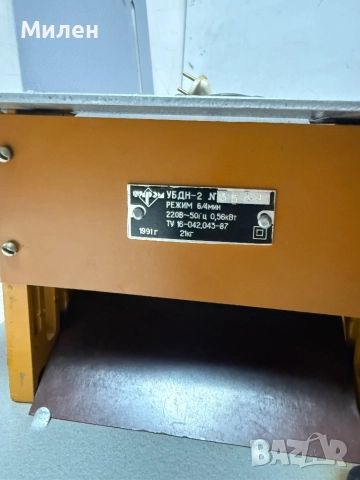 Милен
УБДН-2 №
РЕЖИМ 6/4мин
220В~50Гц 0,56кВт
ТУ 16-042,043-87
1991г 21кг
BAZAR